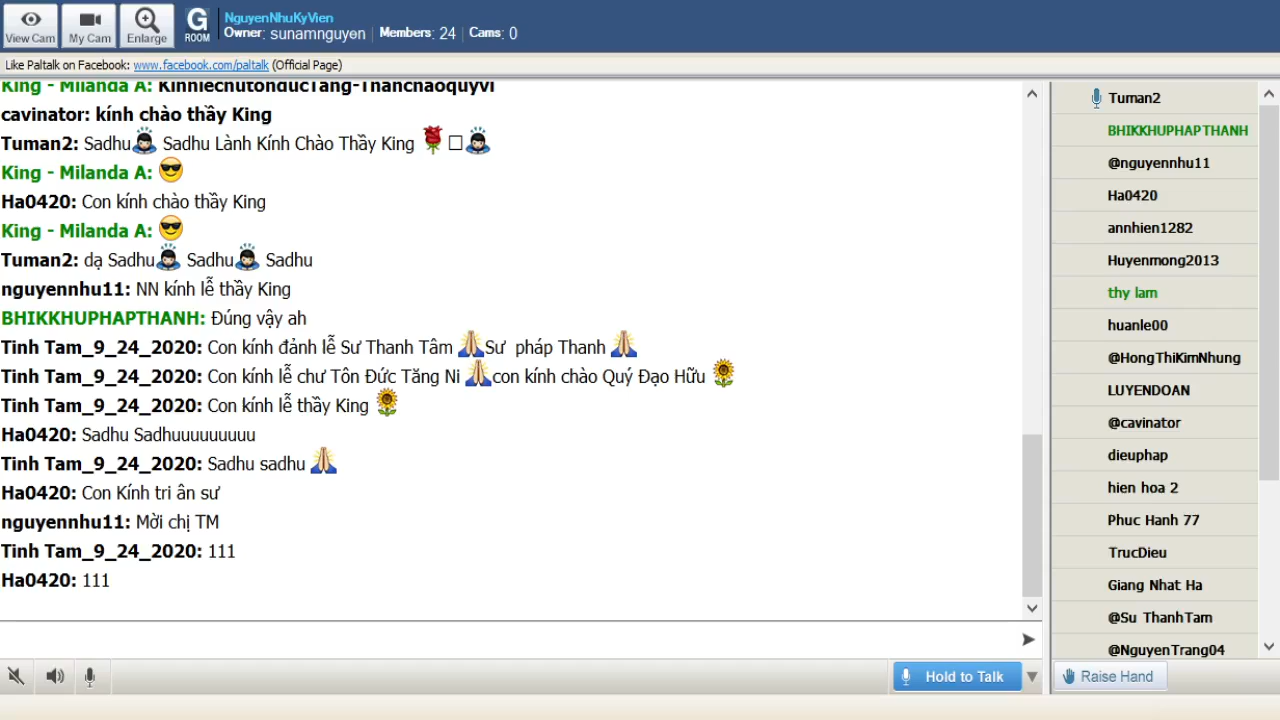 View Cam
My Cam
Enlarge
G
ROOM
NguyenNhuKyVien
Owner: sunamnguyen | Members: 24 | Cams: 0
Like Paltalk on Facebook: www.facebook.com/paltalk (Official Page)
King - Milanda A: KinhlechutonducTang-Thanchaoquyvi
cavinator: kính chào thầy King
Tuman2: Sadhu Sadhu Lành Kính Chào Thầy King
King - Milanda A:
Ha0420: Con kính chào thầy King
King - Milanda A:
Tuman2: dạ Sadhu Sadhu Sadhu
nguyennhu11: NN kính lễ thầy King
BHIKKHUPHAPTHANH: Đúng vậy ah
Tinh Tam_9_24_2020: Con kính đảnh lễ Sư Thanh Tâm Sư pháp Thanh
Tinh Tam_9_24_2020: Con kính lễ chư Tôn Đức Tăng Ni con kính chào Quý Đạo Hữu
Tinh Tam_9_24_2020: Con kính lễ thầy King
Ha0420: Sadhu Sadhuuuuuuuuu
Tinh Tam_9_24_2020: Sadhu sadhu
Ha0420: Con Kính tri ân sư
nguyennhu11: Mời chị TM
Tinh Tam_9_24_2020: 111
Ha0420: 111
Hold to Talk
Tuman2
BHIKKHUPHAPTHANH
@nguyennhu11
Ha0420
annhien1282
Huyenmong2013
thy lam
huanle00
@HongThiKimNhung
LUYENDOAN
@cavinator
dieuphap
hien hoa 2
Phuc Hanh 77
TrucDieu
Giang Nhat Ha
@Su ThanhTam
@NguyenTrang04
Raise Hand